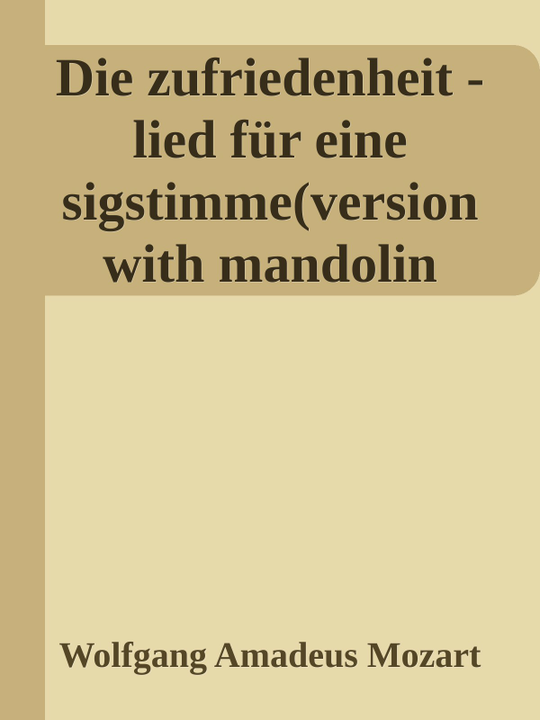 Die zufriedenheit -
lied für eine
sigstimme(version
with mandolin
Wolfgang Amadeus Mozart